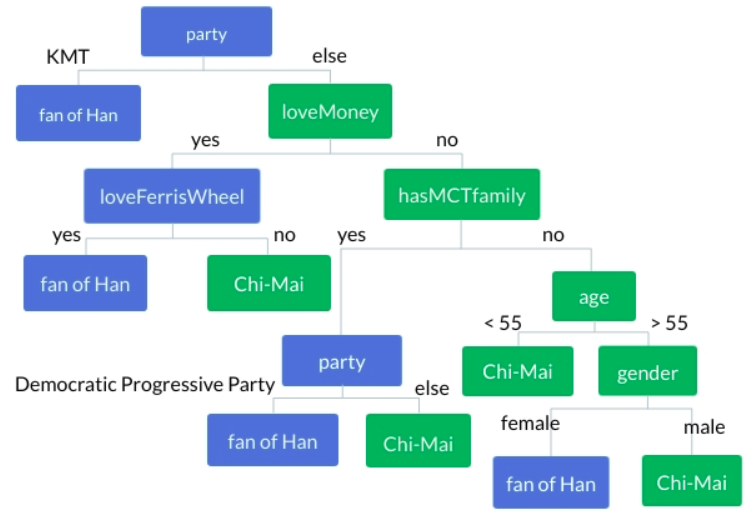 party
KMT
else
fan of Han
loveMoney
yes
no
loveFerrisWheel
hasMCTfamily
yes
no
yes
no
fan of Han
Chi-Mai
age
< 55
> 55
party
Chi-Mai
gender
Democratic Progressive Party
else
female
male
fan of Han
Chi-Mai
fan of Han
Chi-Mai